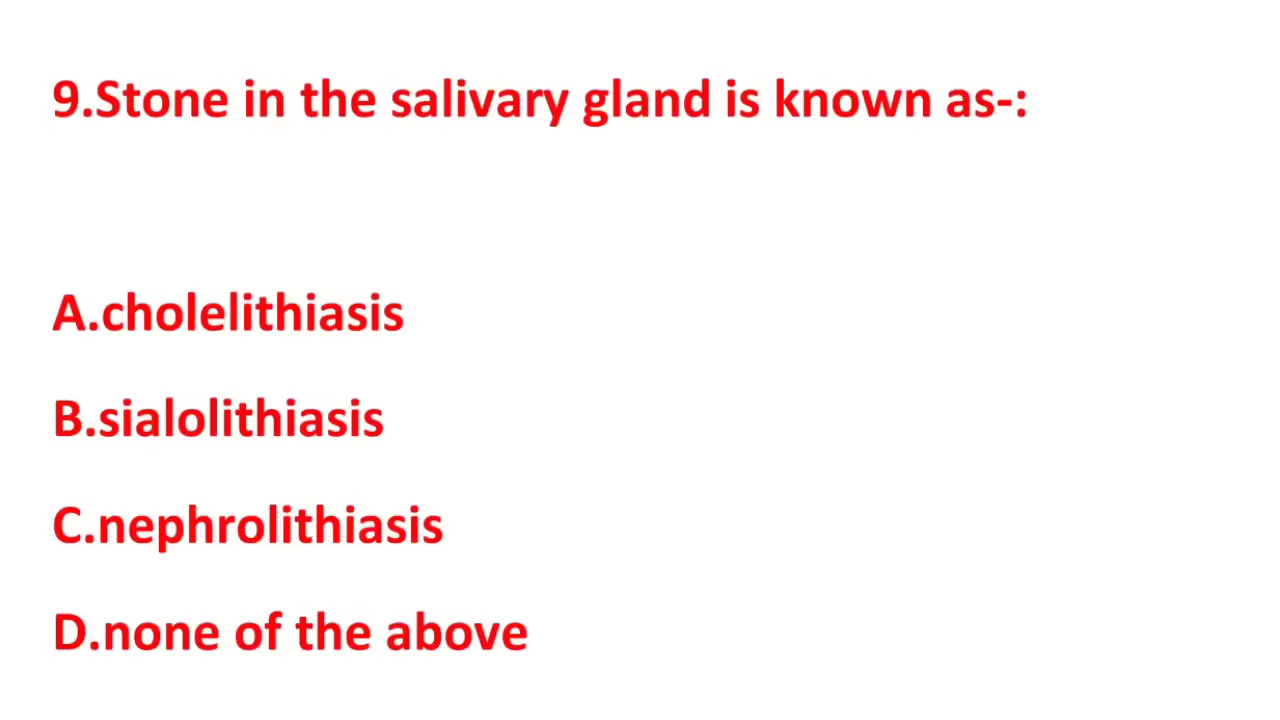 9.Stone in the salivary gland is known as-:
A.cholelithiasis
B.sialolithiasis
C.nephrolithiasis
D.none of the above